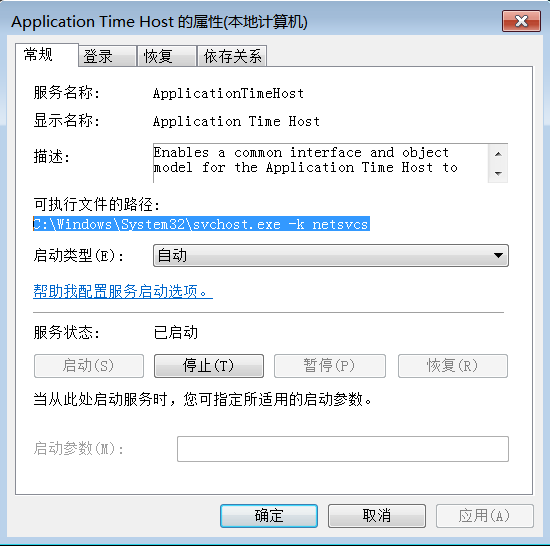 Application Time Host 的属性(本地计算机)
常规 登录 恢复 依存关系
服务名称: ApplicationTimeHost
显示名称: Application Time Host
描述: Enables a common interface and object
model for the Application Time Host to
可执行文件的路径:
C:\Windows\System32\svchost.exe -k netsvcs
启动类型(E): 自动
帮助我配置服务启动选项。
服务状态: 已启动
启动(S) 停止(T) 暂停(P) 恢复(R)
当从此处启动服务时，您可指定所适用的启动参数。
启动参数(M):
确定 取消 应用(A)